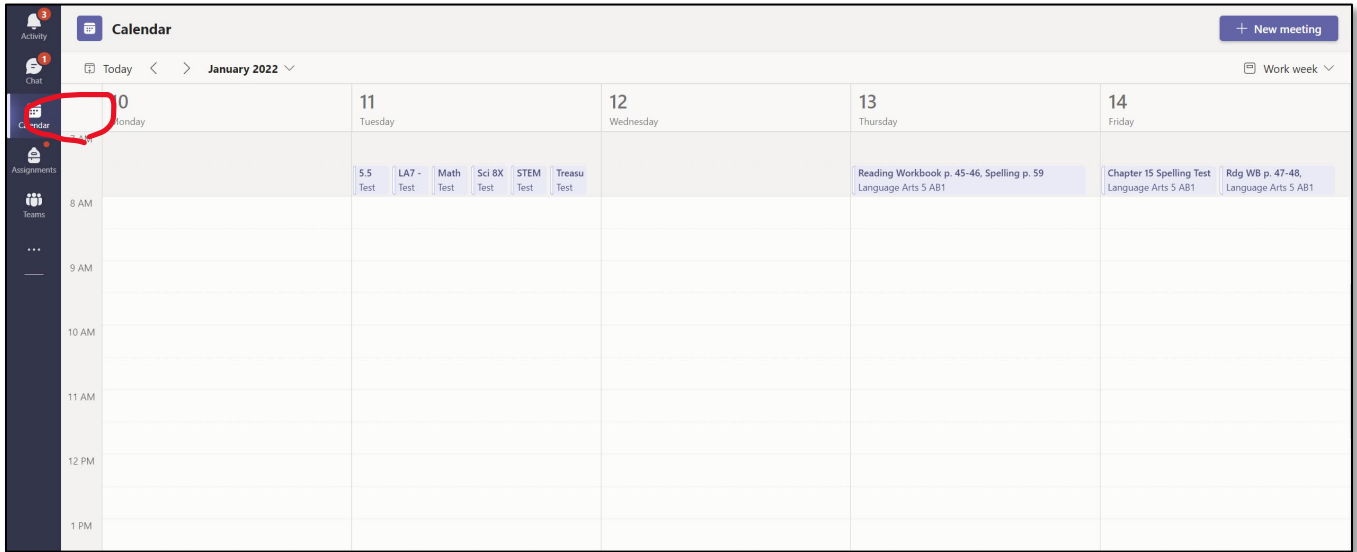 3
Activity
Calendar
+ New meeting
1
Chat
Today
January 2022
Work week
Calendar
10
Monday
11
Tuesday
12
Wednesday
13
Thursday
14
Friday
7 AM
Assignments
5.5
Test
LA7 -
Test
Math
Test
Sci 8X
Test
STEM
Test
Treasu
Test
Reading Workbook p. 45-46, Spelling p. 59
Language Arts 5 AB1
Chapter 15 Spelling Test
Language Arts 5 AB1
Rdg WB p. 47-48,
Language Arts 5 AB1
Teams
8 AM
9 AM
10 AM
11 AM
12 PM
1 PM